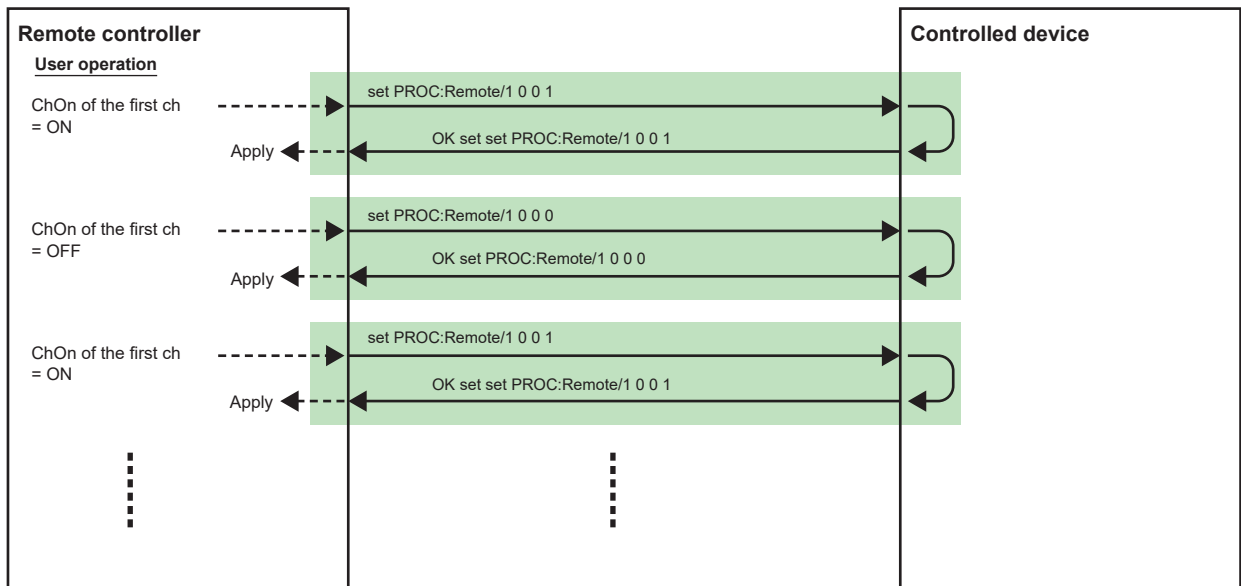 Remote controller
Controlled device
User operation
set PROC:Remote/1 0 0 1
ChOn of the first ch
= ON
OK set set PROC:Remote/1 0 0 1
Apply
set PROC:Remote/1 0 0 0
ChOn of the first ch
= OFF
OK set PROC:Remote/1 0 0 0
Apply
set PROC:Remote/1 0 0 1
ChOn of the first ch
= ON
OK set set PROC:Remote/1 0 0 1
Apply